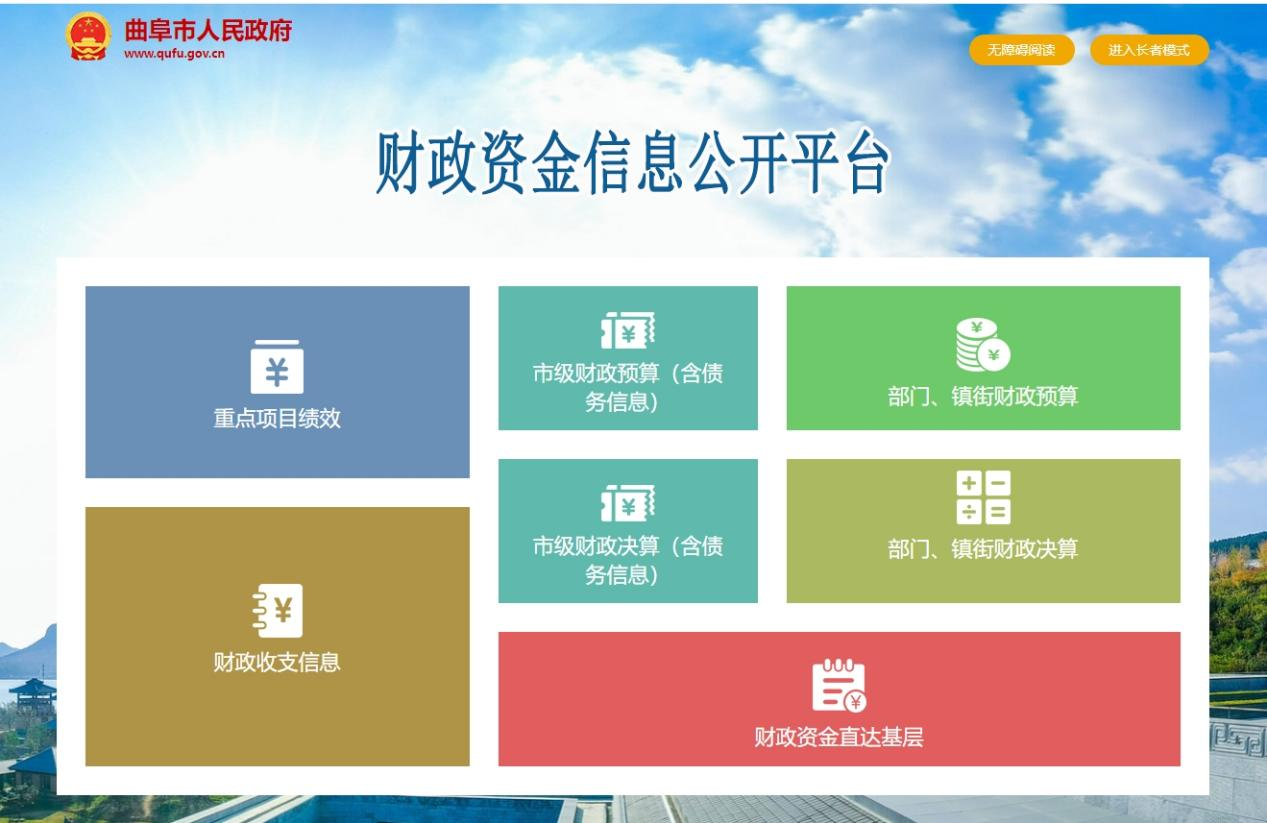 曲阜市人民政府
www.qufu.gov.cn
无障碍阅读
进入长者模式
财政资金信息公开平台
重点项目绩效
市级财政预算（含债
务信息）
部门、镇街财政预算
市级财政决算（含债
务信息）
部门、镇街财政决算
财政收支信息
财政资金直达基层